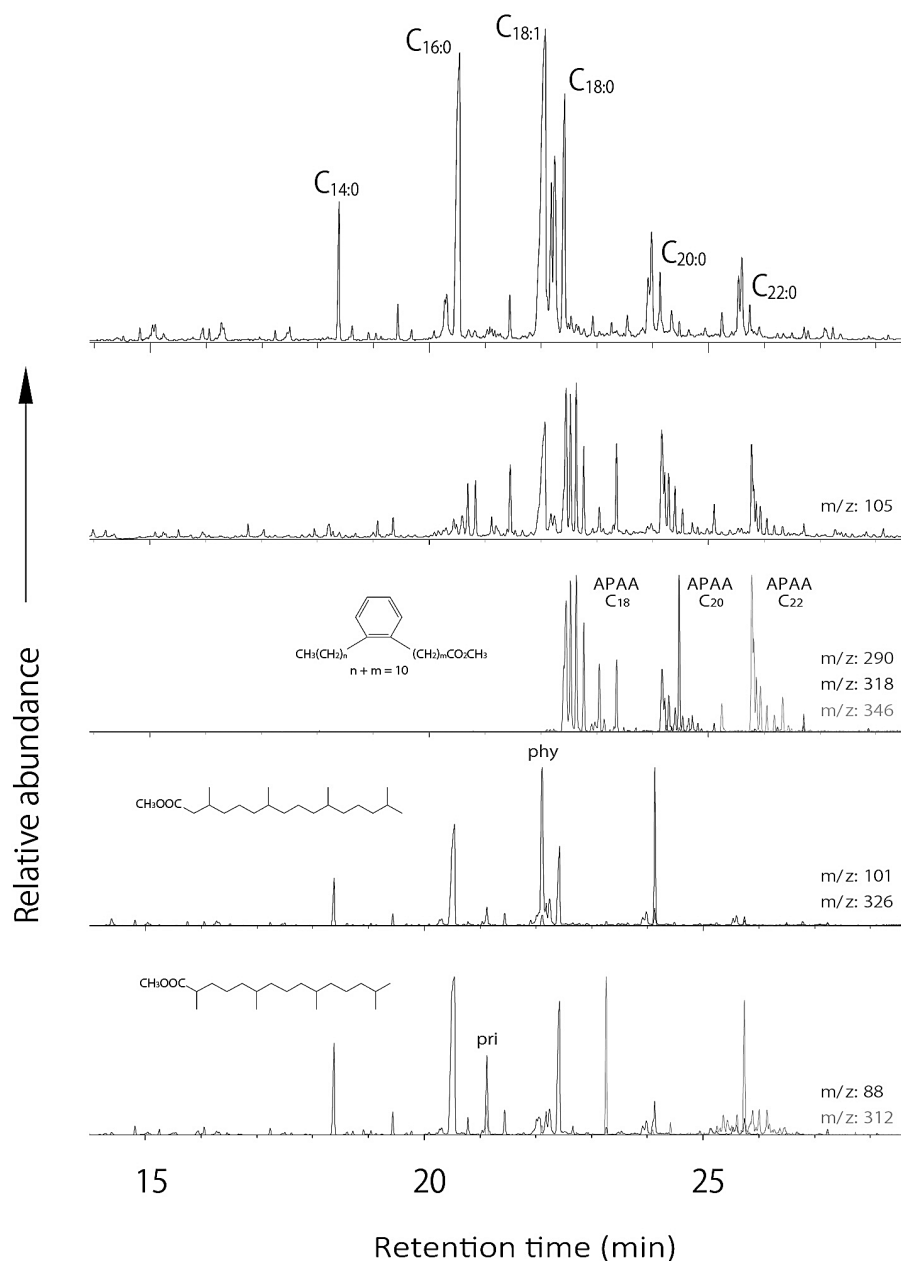 C18:1
C16:0
C18:0
C14:0
C20:0
C22:0
m/z: 105
APAA
C18
APAA
C20
APAA
C22
CH3(CH2)n
(CH2)mCO2CH3
n + m = 10
m/z: 290
m/z: 318
m/z: 346
phy
CH3OOC
m/z: 101
m/z: 326
CH3OOC
pri
m/z: 88
m/z: 312
15
20
25
Retention time (min)
Relative abundance